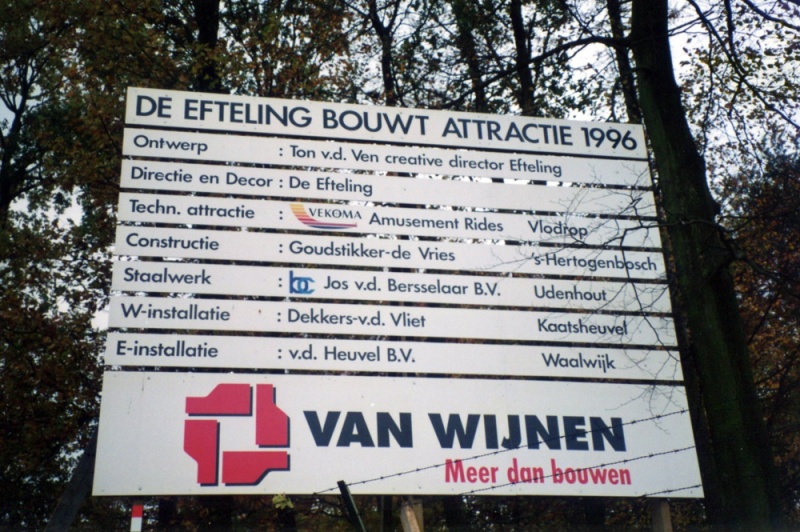 DE EFTELING BOUWT ATTRACTIE 1996
Ontwerp : Ton v.d. Ven creative director Efteling
Directie en Decor : De Efteling
Techn. attractie : VEKOMA Amusement Rides Vlodrop
Constructie : Goudstikker-de Vries 's-Hertogenbosch
Staalwerk : bc Jos v.d. Bersselaar B.V. Udenhout
W-installatie : Dekkers-v.d. Vliet Kaatsheuvel
E-installatie : v.d. Heuvel B.V. Waalwijk
VAN WIJNEN
Meer dan bouwen